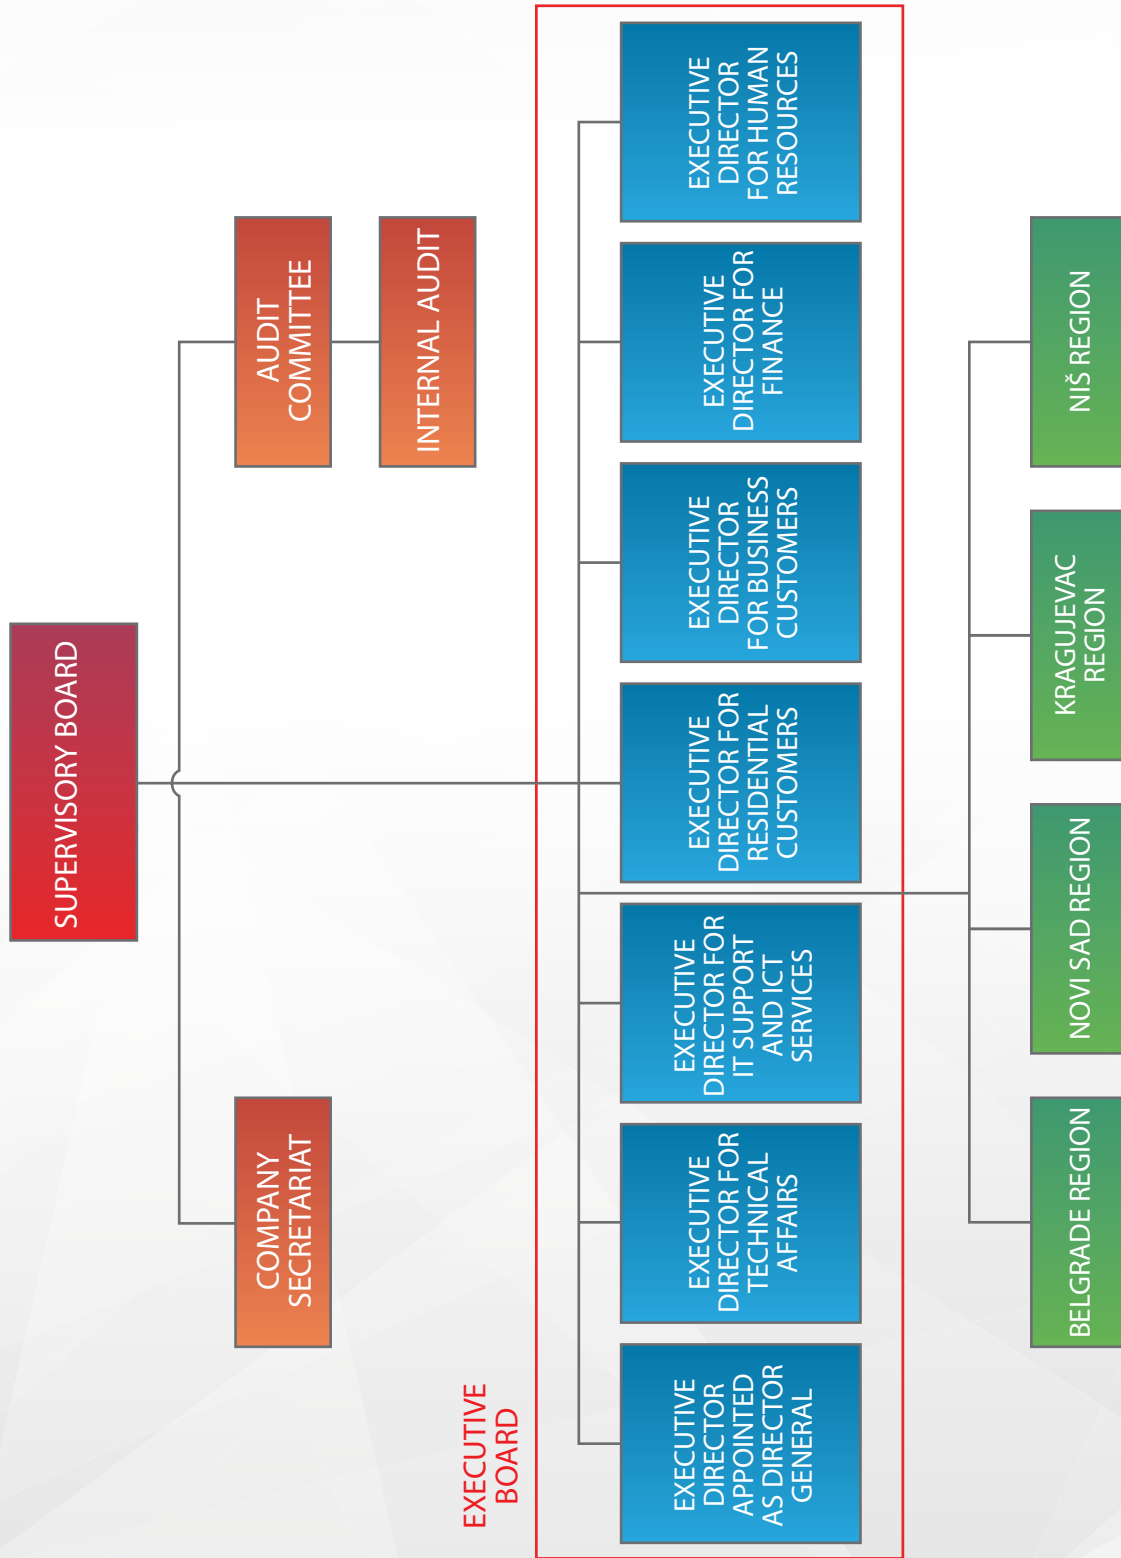 SUPERVISORY BOARD
COMPANY
SECRETARIAT
AUDIT
COMMITTEE
INTERNAL AUDIT
EXECUTIVE
BOARD
EXECUTIVE
DIRECTOR
APPOINTED
AS DIRECTOR
GENERAL
EXECUTIVE
DIRECTOR FOR
TECHNICAL
AFFAIRS
EXECUTIVE
DIRECTOR FOR
IT SUPPORT
AND ICT
SERVICES
EXECUTIVE
DIRECTOR FOR
RESIDENTIAL
CUSTOMERS
EXECUTIVE
DIRECTOR
FOR BUSINESS
CUSTOMERS
EXECUTIVE
DIRECTOR FOR
FINANCE
EXECUTIVE
DIRECTOR
FOR HUMAN
RESOURCES
BELGRADE REGION
NOVI SAD REGION
KRAGUJEVAC
REGION
NIŠ REGION